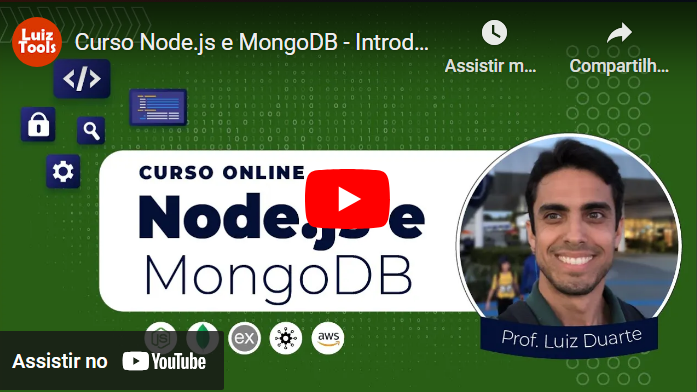 Luiz
Tools
Curso Node.js e MongoDB - Introd...
Assistir m...
Compartilh...
</>
CURSO ONLINE
Node.js e
MongoDB
JS
ex
aws
Prof. Luiz Duarte
Assistir no YouTube